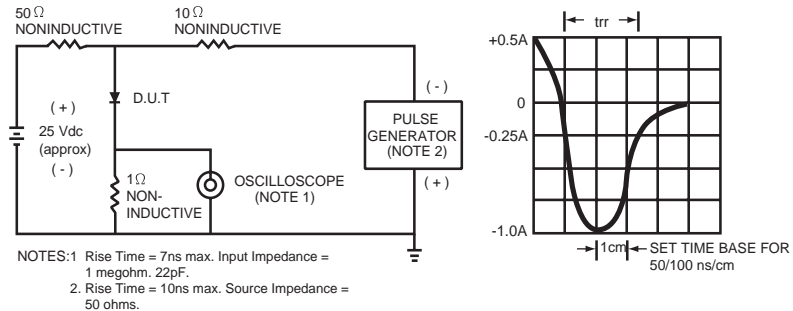 50 Ω
NONINDUCTIVE
10 Ω
NONINDUCTIVE
( + )
25 Vdc
(approx)
( - )
D.U.T
1 Ω
NON-
INDUCTIVE
OSCILLOSCOPE
(NOTE 1)
( - )
PULSE
GENERATOR
(NOTE 2)
( + )
NOTES:1 Rise Time = 7ns max. Input Impedance =
1 megohm. 22pF.
2. Rise Time = 10ns max. Source Impedance =
50 ohms.
trr
+0.5A
0
-0.25A
-1.0A
1cm
SET TIME BASE FOR
50/100 ns/cm